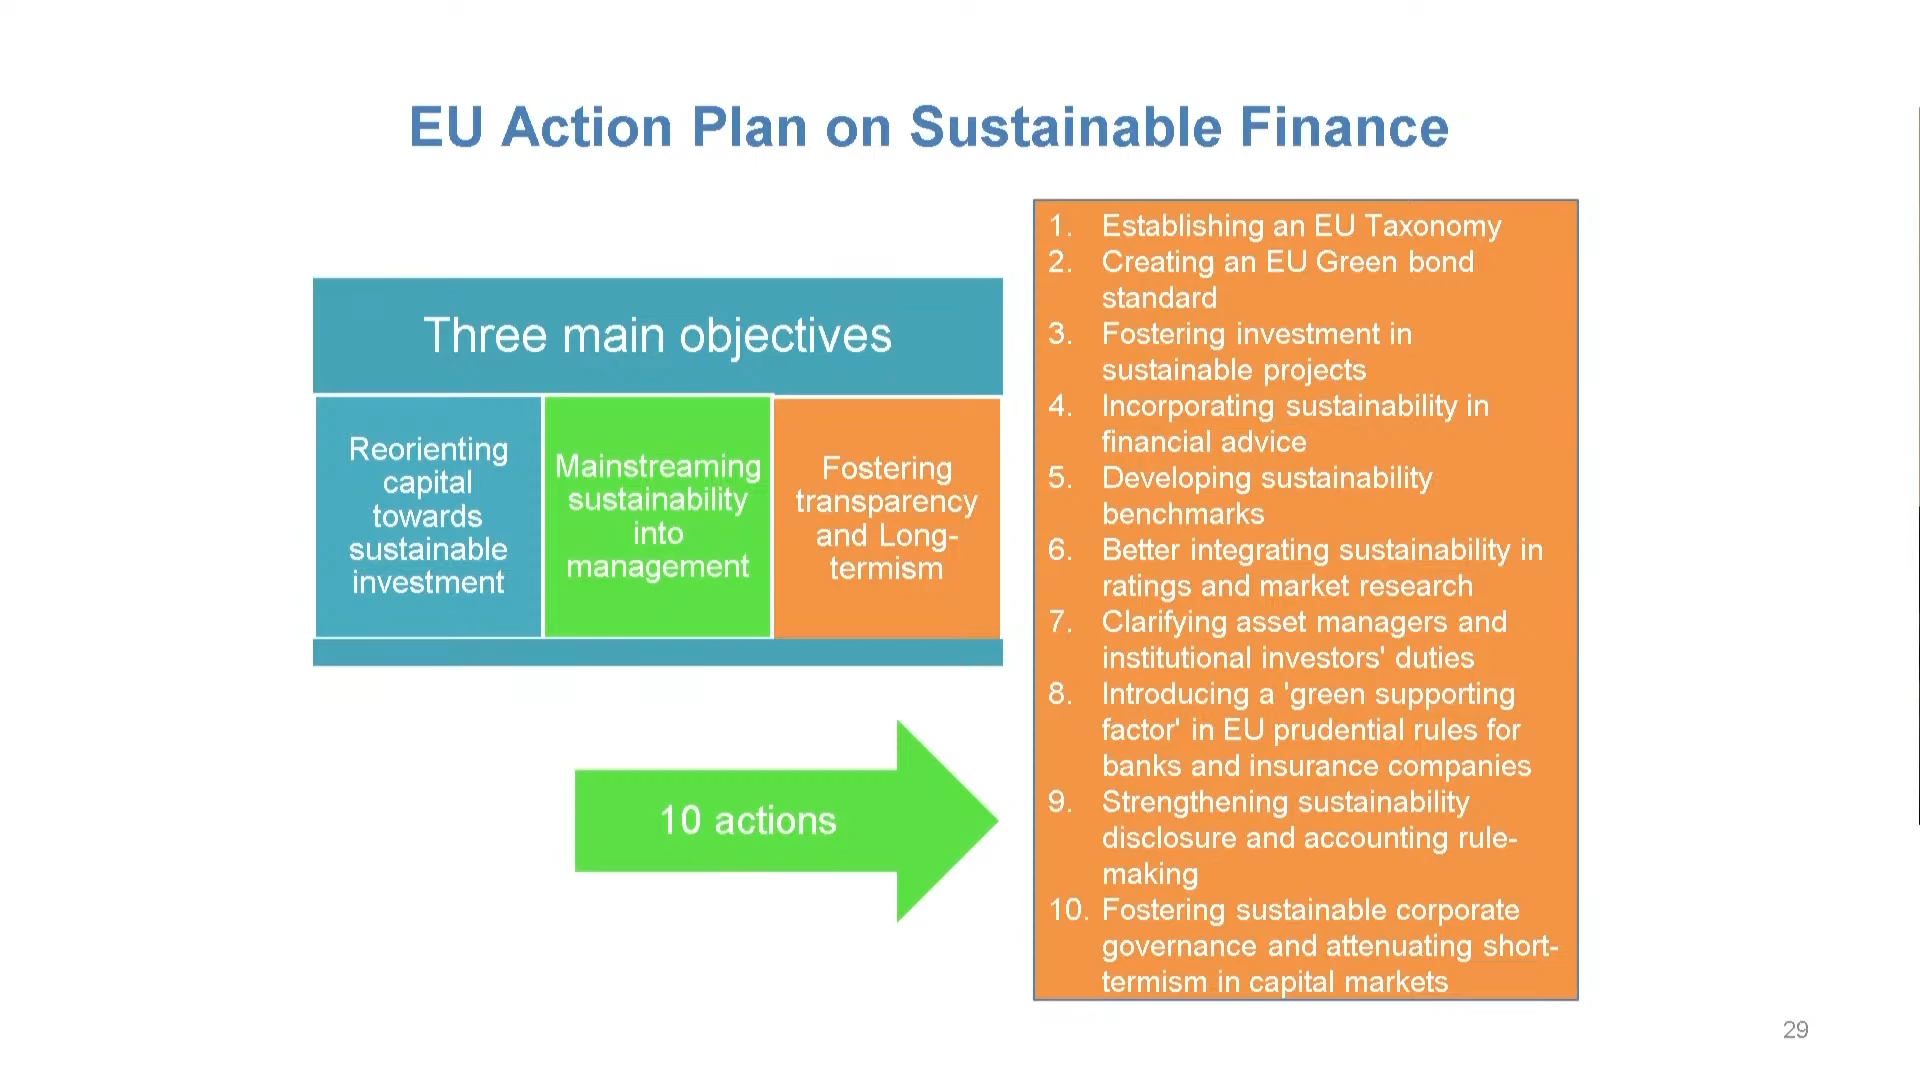 EU Action Plan on Sustainable Finance
Three main objectives
Reorienting
capital
towards
sustainable
investment
Mainstreaming
sustainability
into
management
Fostering
transparency
and Long-
termism
10 actions
1. Establishing an EU Taxonomy
2. Creating an EU Green bond
standard
3. Fostering investment in
sustainable projects
4. Incorporating sustainability in
financial advice
5. Developing sustainability
benchmarks
6. Better integrating sustainability in
ratings and market research
7. Clarifying asset managers and
institutional investors' duties
8. Introducing a 'green supporting
factor' in EU prudential rules for
banks and insurance companies
9. Strengthening sustainability
disclosure and accounting rule-
making
10. Fostering sustainable corporate
governance and attenuating short-
termism in capital markets
29